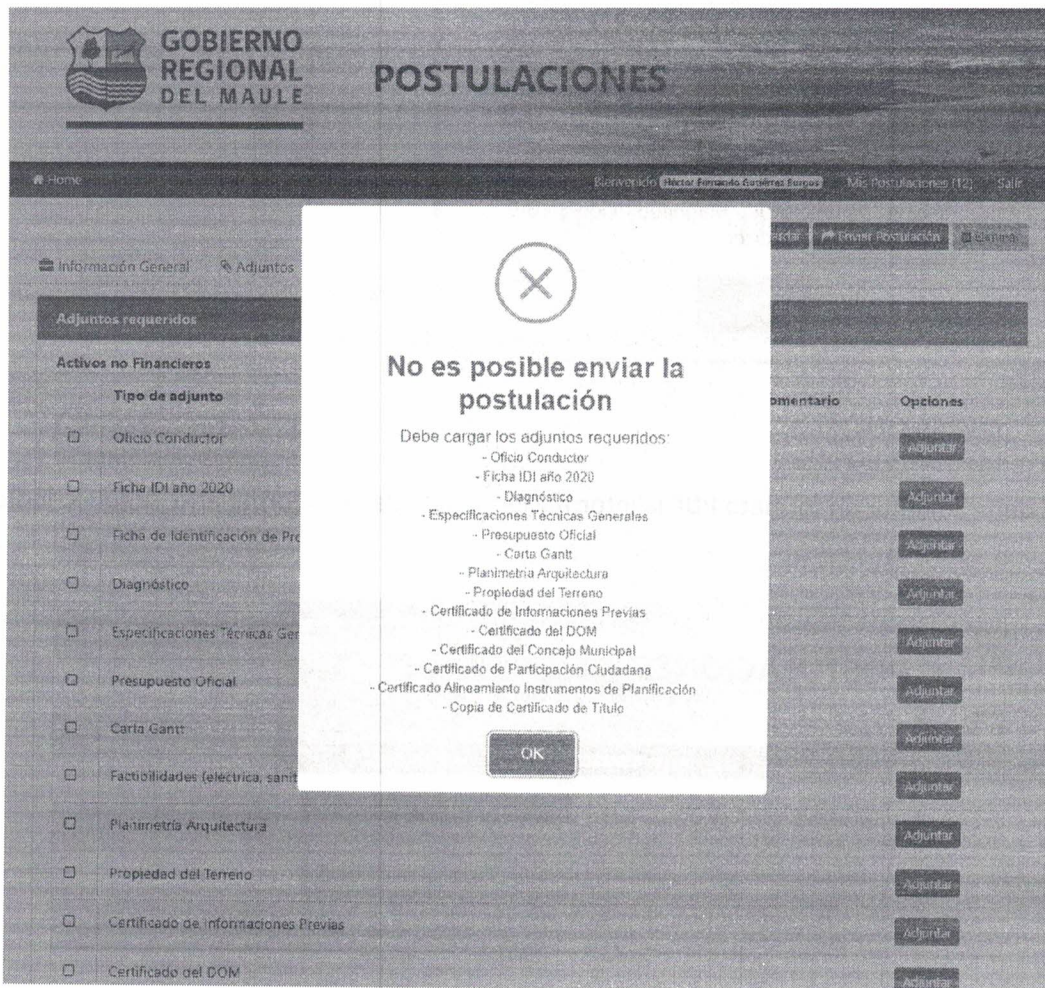 GOBIERNO
REGIONAL
DEL MAULE
POSTULACIONES
Home
Bienvenido Héctor Fernando Gutiérrez Burgos Mis Postulaciones (12) Salir
Enviar Postulación Eliminar
Información General Adjuntos
Adjuntos requeridos
Activos no Financieros
Tipo de adjunto omentario Opciones
Oficio Conductor Adjuntar
Ficha IDI año 2020 Adjuntar
Ficha de Identificación de Pro Adjuntar
Diagnóstico Adjuntar
Especificaciones Técnicas Ger Adjuntar
Presupuesto Oficial Adjuntar
Carta Gantt Adjuntar
Factibilidades (eléctrica, sanit Adjuntar
Planimetría Arquitectura Adjuntar
Propiedad del Terreno Adjuntar
Certificado de informaciones Previas Adjuntar
Certificado del DOM Adjuntar
No es posible enviar la
postulación
Debe cargar los adjuntos requeridos:
- Oficio Conductor
- Ficha IDI año 2020
- Diagnóstico
- Especificaciones Técnicas Generales
- Presupuesto Oficial
- Carta Gantt
- Planimetría Arquitectura
- Propiedad del Terreno
- Certificado de Informaciones Previas
- Certificado del DOM
- Certificado del Concejo Municipal
- Certificado de Participación Ciudadana
- Certificado Alineamiento Instrumentos de Planificación
- Copia de Certificado de Título
OK